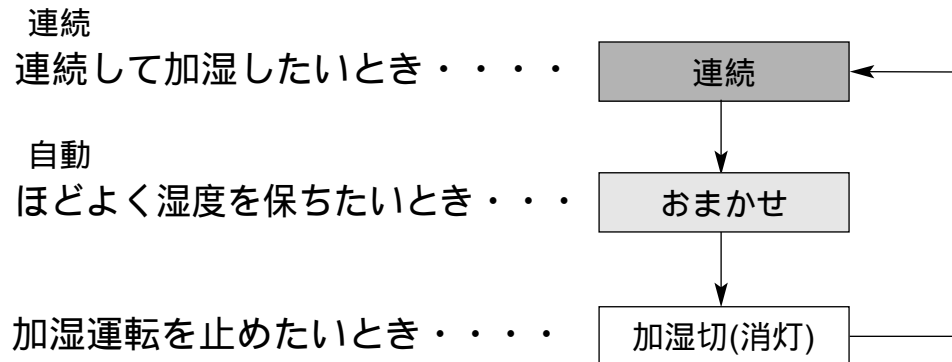 連続
連続して加湿したいとき・・・・ 連続
自動
ほどよく湿度を保ちたいとき・・・ おまかせ
加湿運転を止めたいとき・・・・ 加湿切(消灯)